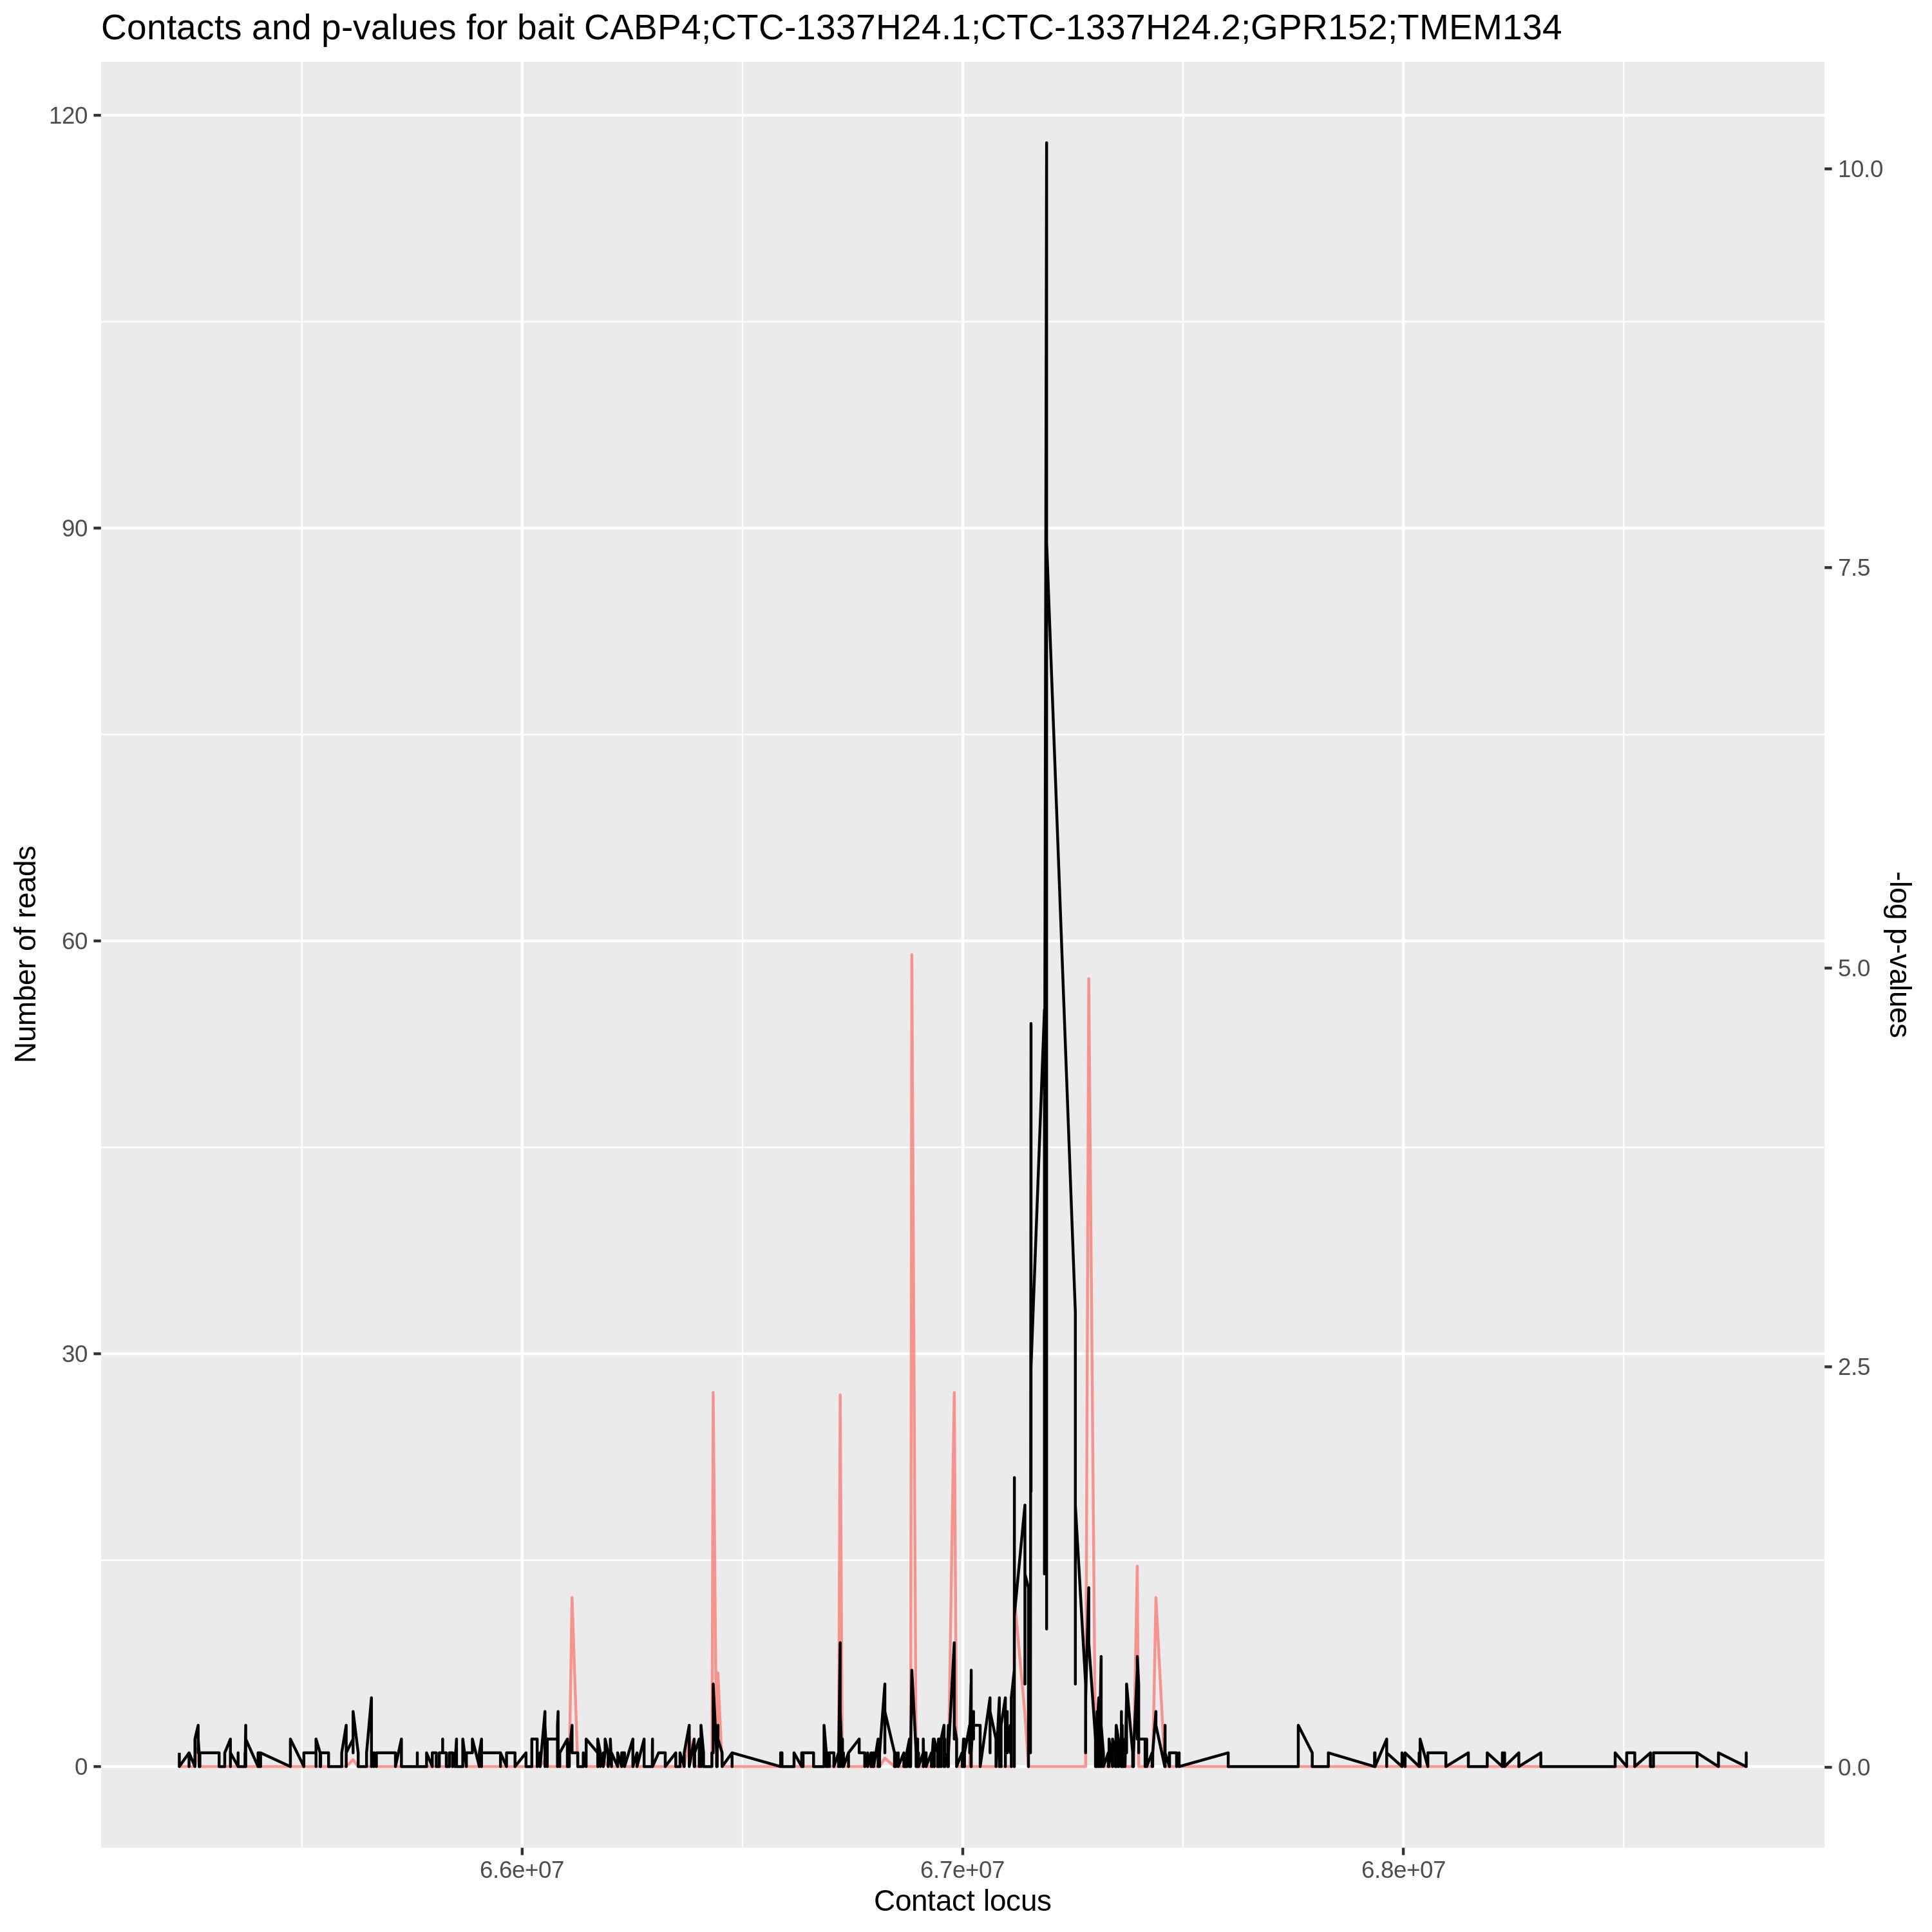 Contacts and p-values for bait CABP4;CTC-1337H24.1;CTC-1337H24.2;GPR152;TMEM134
120
90
60
30
0
Number of reads
10.0
7.5
5.0
2.5
0.0
-log p-values
6.6e+07 6.7e+07 6.8e+07
Contact locus